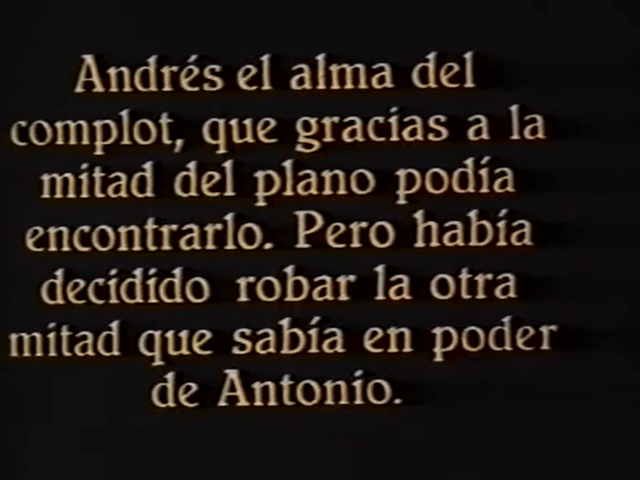 Andrés el alma del
complot, que gracias a la
mitad del plano podía
encontrarlo. Pero había
decidido robar la otra
mitad que sabía en poder
de Antonio.